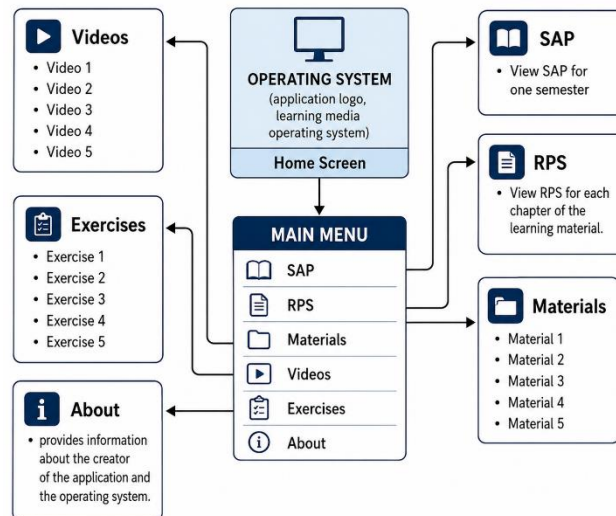 Videos
• Video 1
• Video 2
• Video 3
• Video 4
• Video 5
Exercises
• Exercise 1
• Exercise 2
• Exercise 3
• Exercise 4
• Exercise 5
About
• provides information
about the creator
of the application and
the operating system.
OPERATING SYSTEM
(application logo,
learning media
operating system)
Home Screen
MAIN MENU
SAP
RPS
Materials
Videos
Exercises
About
SAP
• View SAP for
one semester
RPS
• View RPS for each
chapter of the
learning material.
Materials
• Material 1
• Material 2
• Material 3
• Material 4
• Material 5